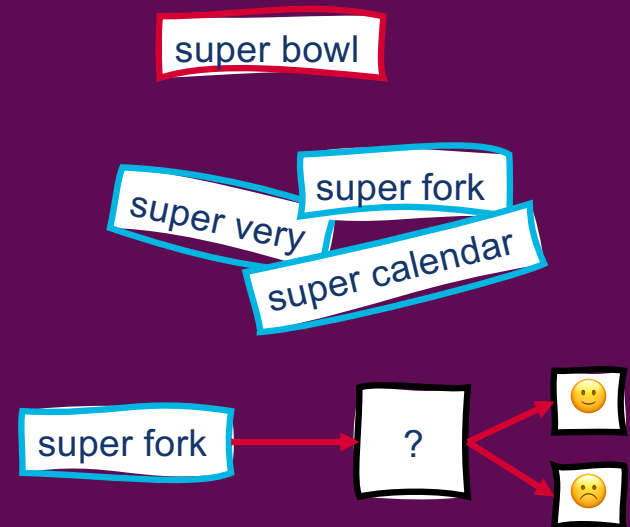 super bowl
super fork
super very
super calendar
super fork
?